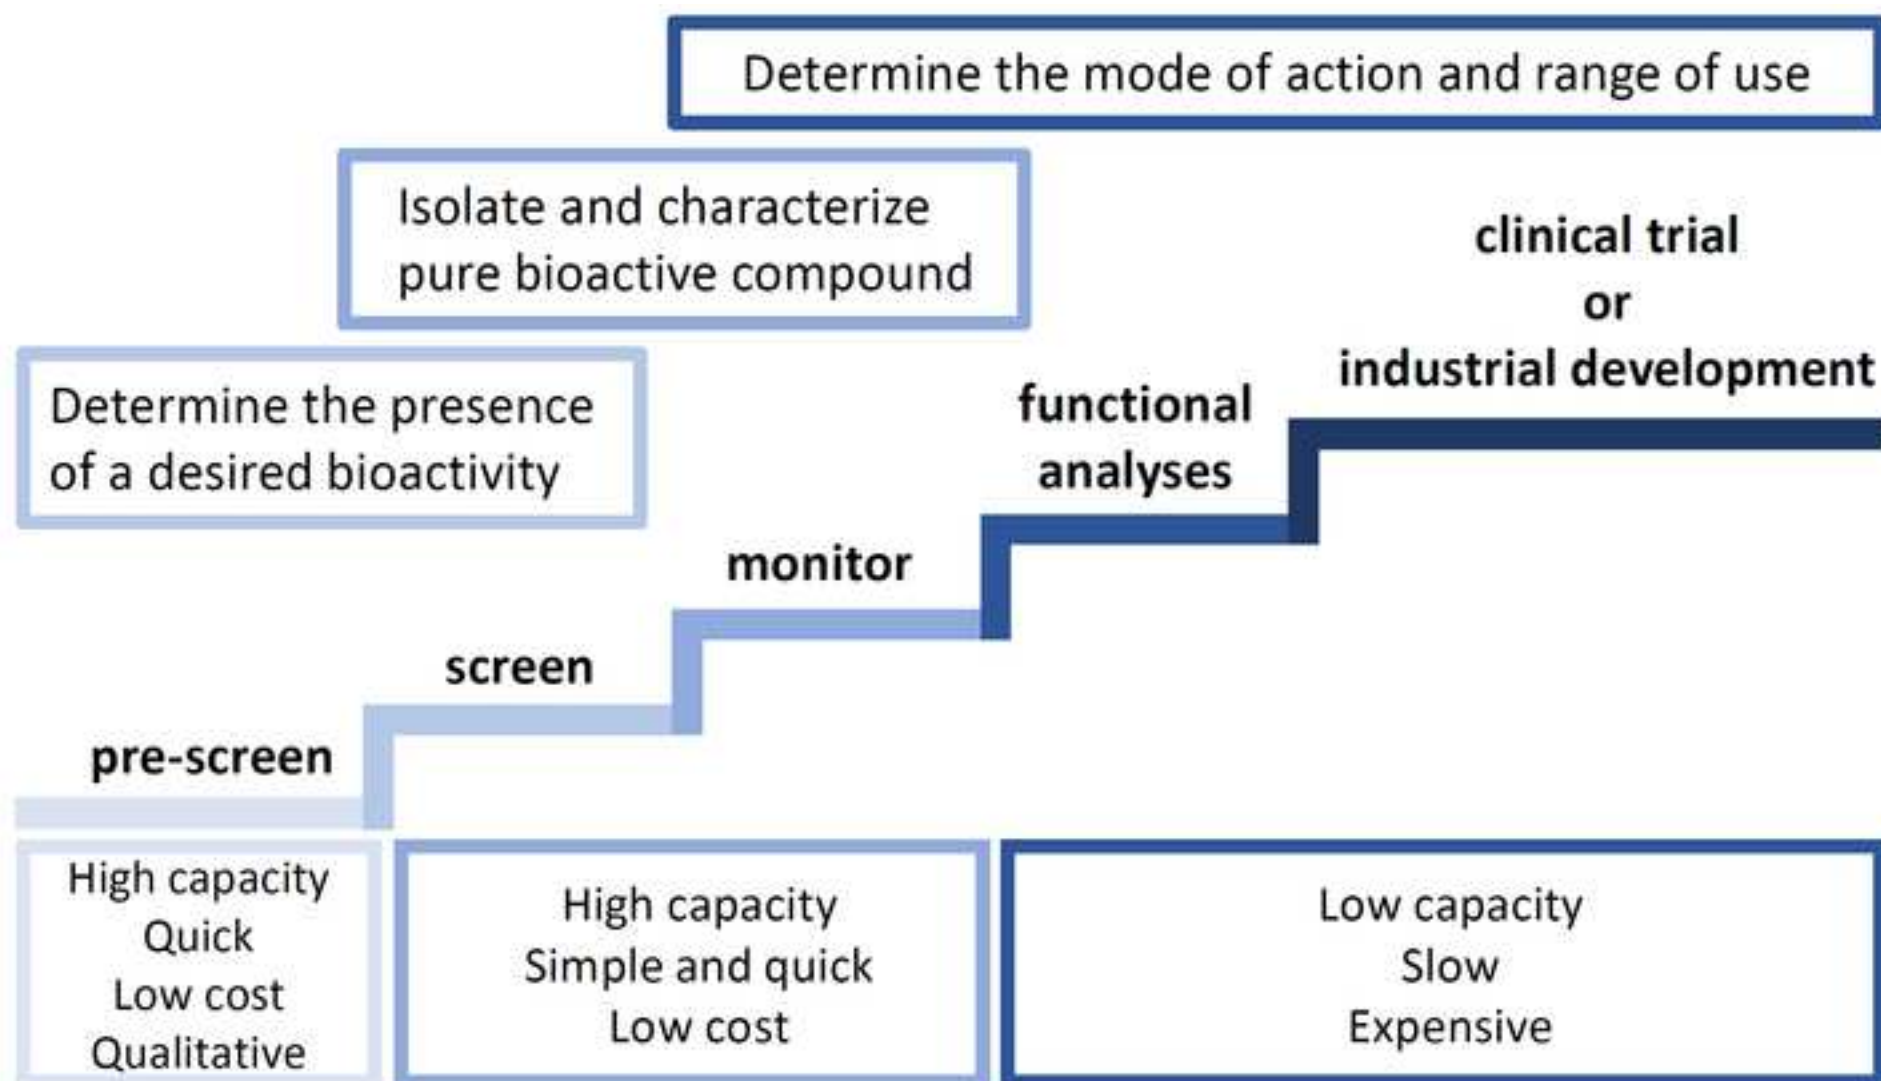 Determine the mode of action and range of use
Isolate and characterize
pure bioactive compound
clinical trial
or
industrial development
Determine the presence
of a desired bioactivity
functional
analyses
monitor
screen
pre-screen
High capacity
Quick
Low cost
Qualitative
High capacity
Simple and quick
Low cost
Low capacity
Slow
Expensive